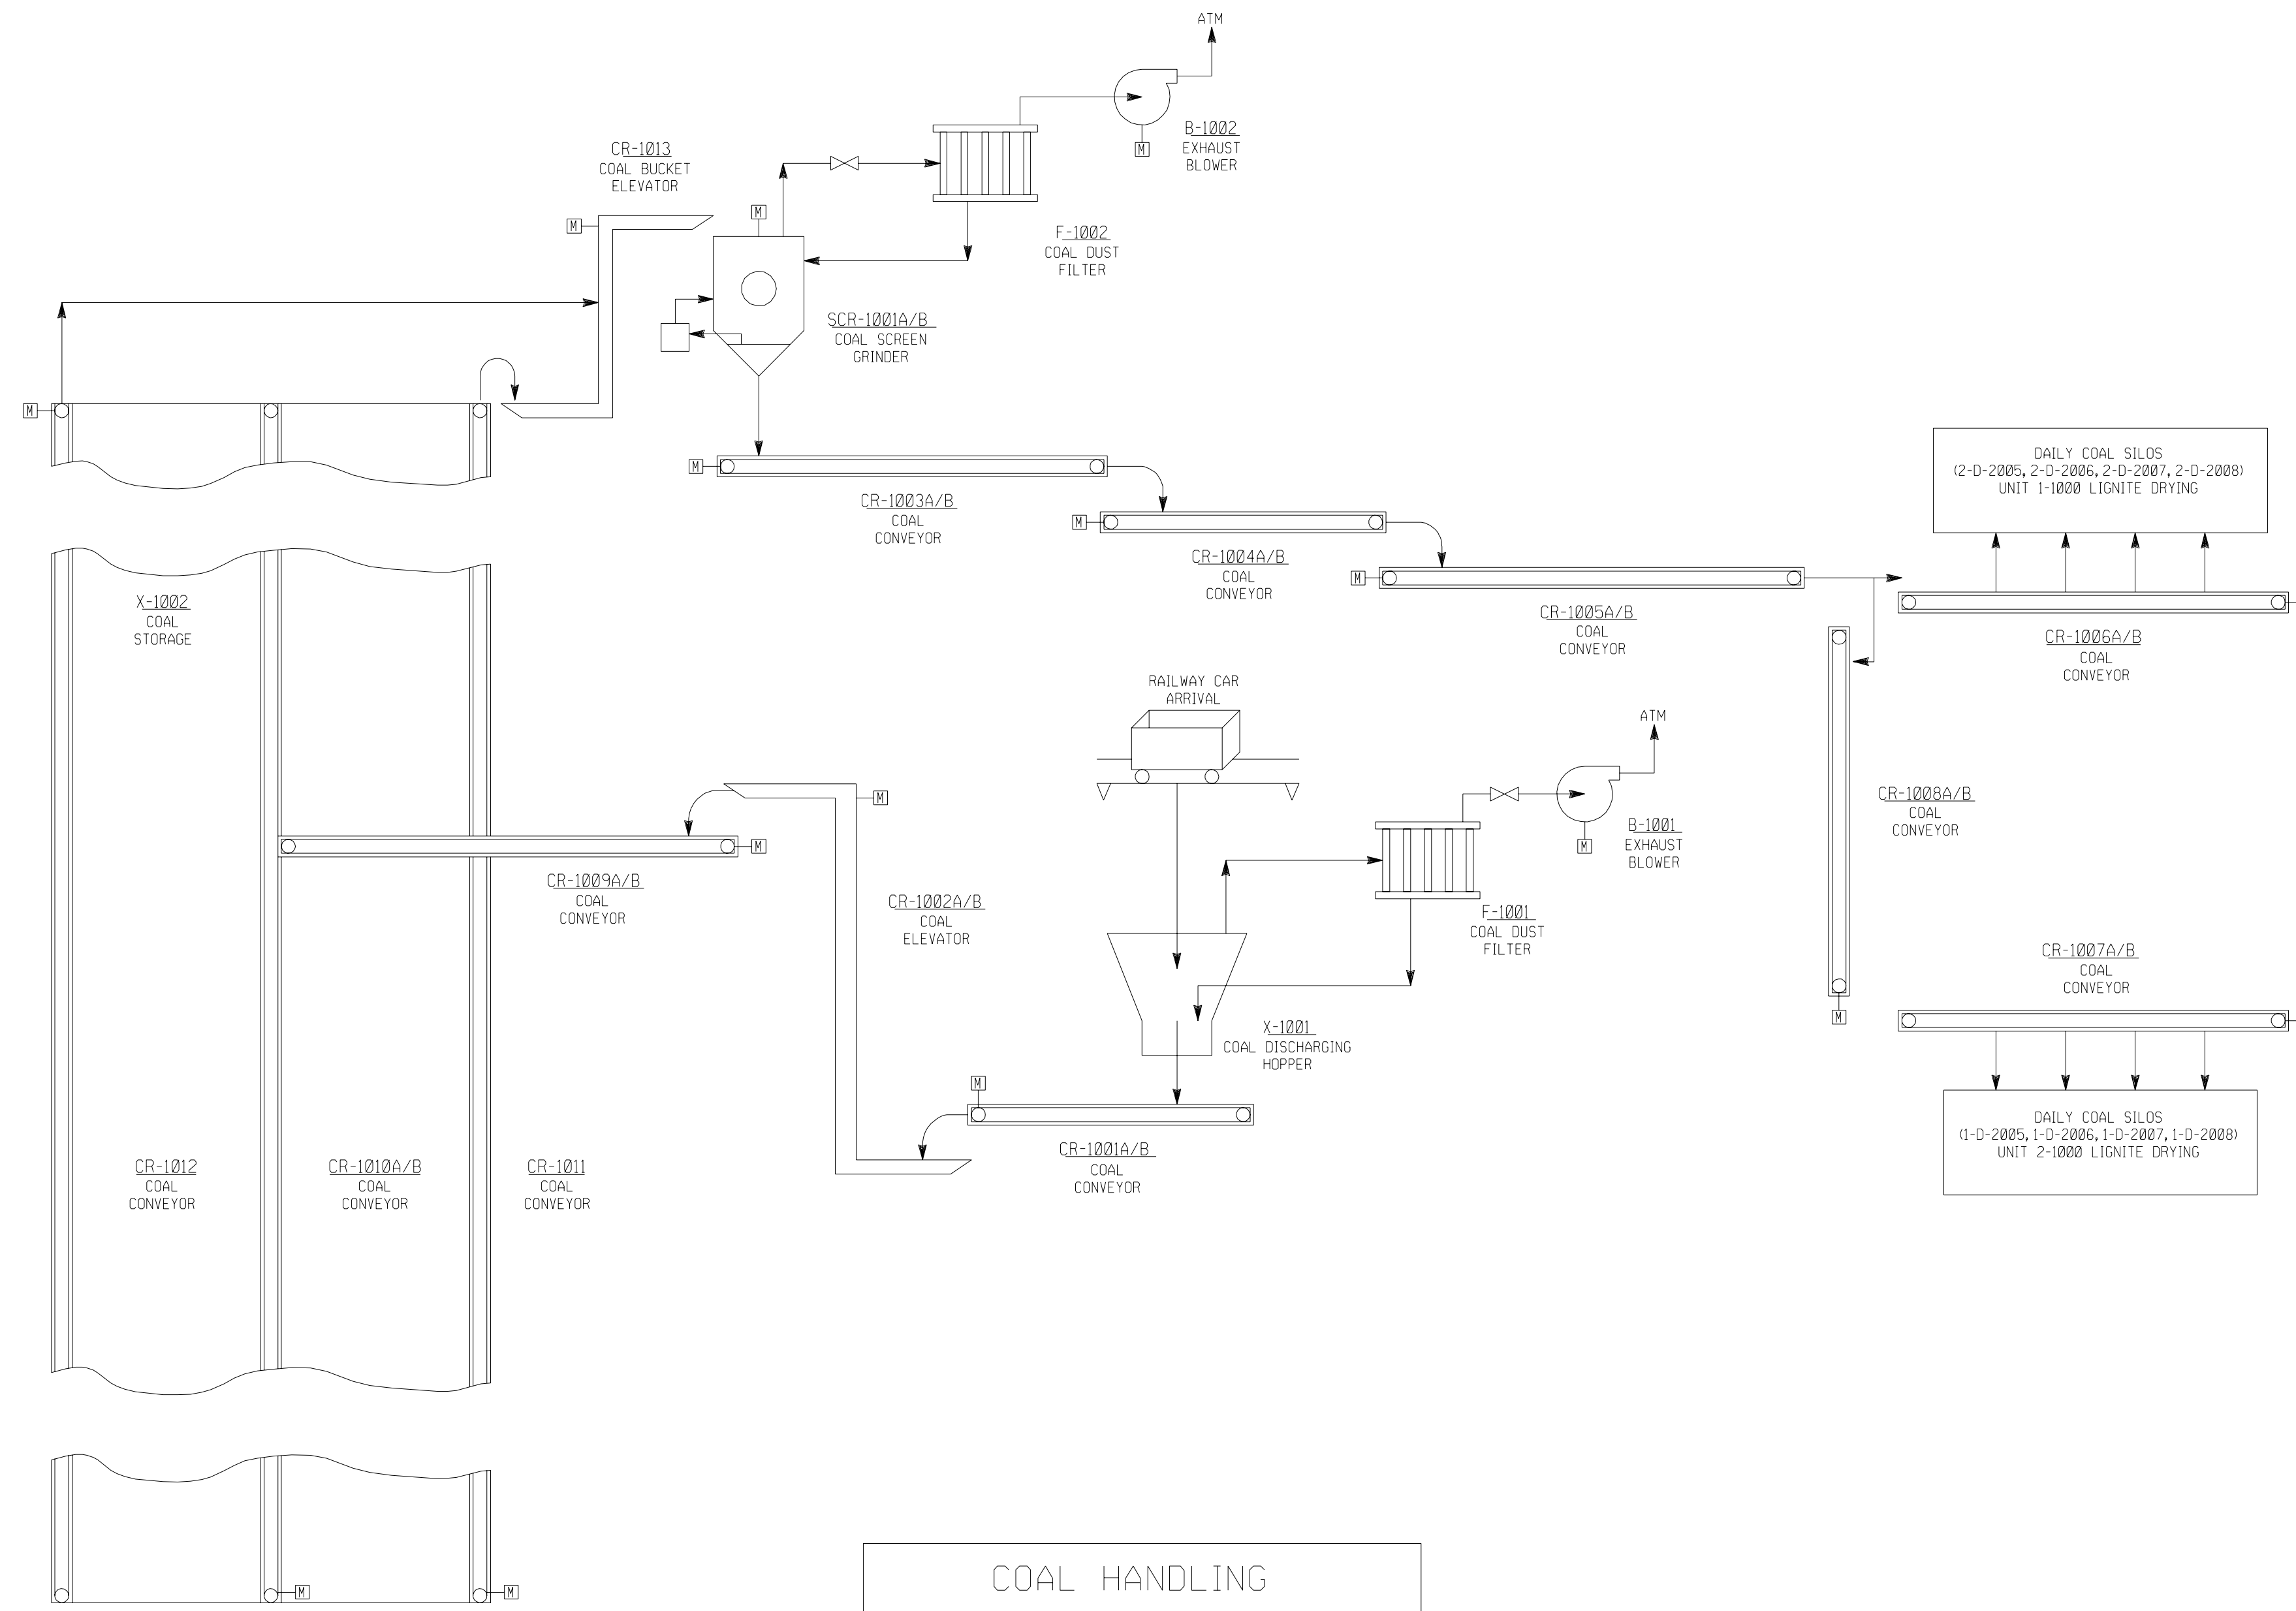 ATM
B-1002
EXHAUST
BLOWER
M
CR-1013
COAL BUCKET
ELEVATOR
M
M
F-1002
COAL DUST
FILTER
SCR-1001A/B
COAL SCREEN
GRINDER
M
M
CR-1003A/B
COAL
CONVEYOR
M
CR-1004A/B
COAL
CONVEYOR
M
CR-1005A/B
COAL
CONVEYOR
DAILY COAL SILOS
(2-D-2005, 2-D-2006, 2-D-2007, 2-D-2008)
UNIT 1-1000 LIGNITE DRYING
CR-1006A/B
COAL
CONVEYOR
X-1002
COAL
STORAGE
RAILWAY CAR
ARRIVAL
ATM
B-1001
EXHAUST
BLOWER
M
M
M
CR-1008A/B
COAL
CONVEYOR
M
CR-1009A/B
COAL
CONVEYOR
CR-1002A/B
COAL
ELEVATOR
F-1001
COAL DUST
FILTER
CR-1007A/B
COAL
CONVEYOR
X-1001
COAL DISCHARGING
HOPPER
M
CR-1001A/B
COAL
CONVEYOR
DAILY COAL SILOS
(1-D-2005, 1-D-2006, 1-D-2007, 1-D-2008)
UNIT 2-1000 LIGNITE DRYING
CR-1012
COAL
CONVEYOR
CR-1010A/B
COAL
CONVEYOR
CR-1011
COAL
CONVEYOR
M
M
COAL HANDLING